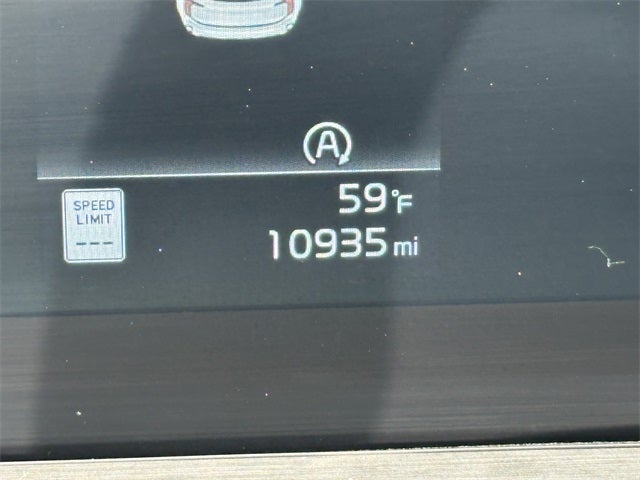 A
SPEED
LIMIT
---
59°F
10935 mi